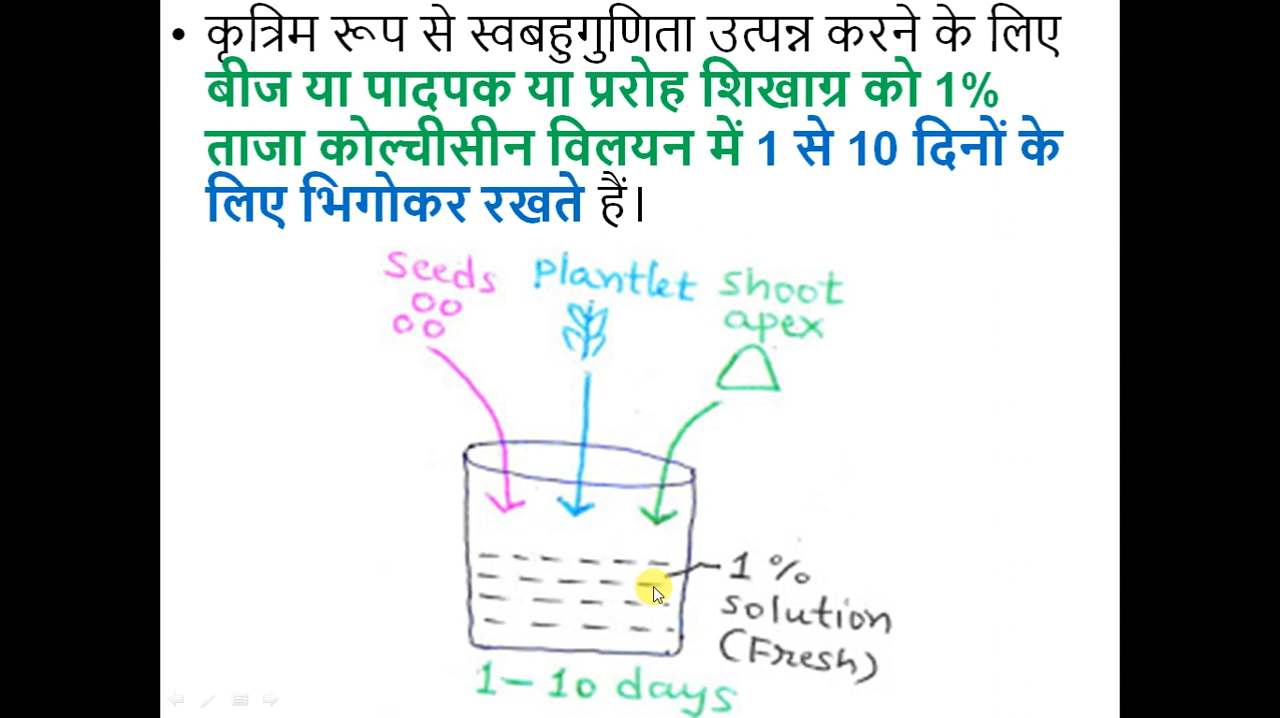 • कृत्रिम रूप से स्वबहुगुणिता उत्पन्न करने के लिए
बीज या पादपक या प्ररोह शिखाग्र को 1%
ताजा कोल्चीसीन विलयन में 1 से 10 दिनों के
लिए भिगोकर रखते हैं।
Seeds plantlet shoot
apex
1 %
solution
(Fresh)
1 – 10 days